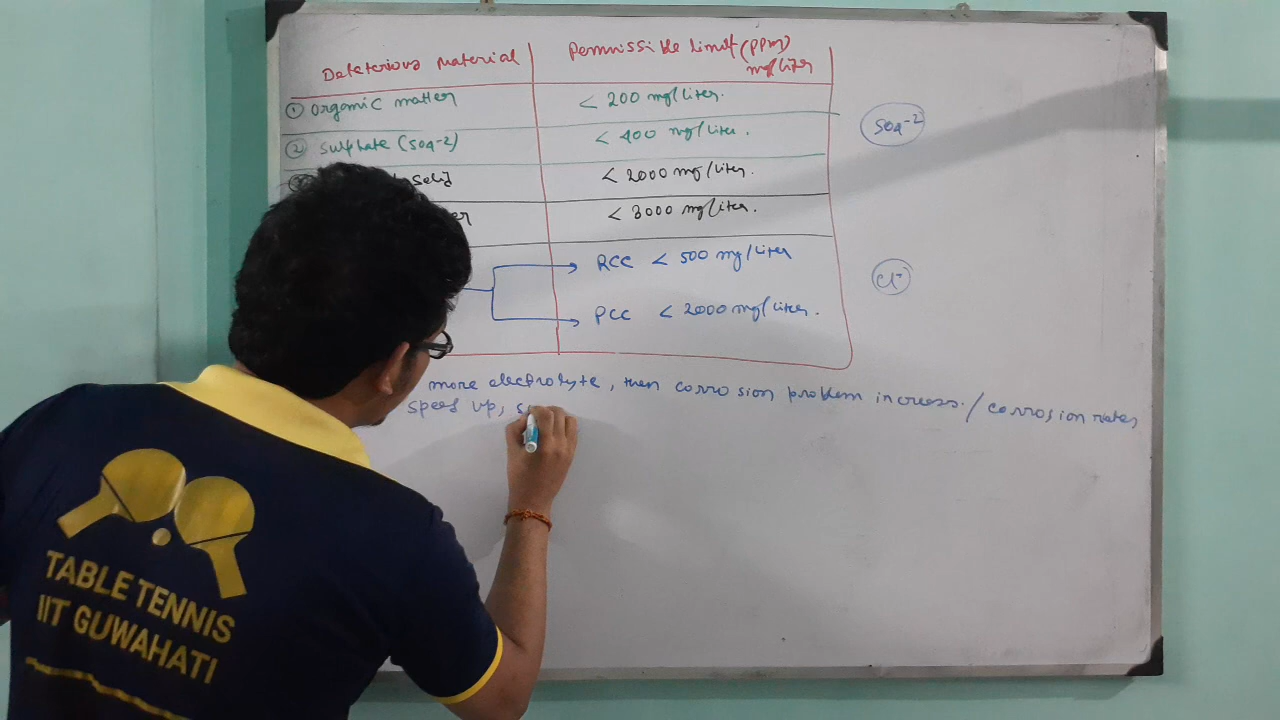 Deleterious Material
Permissible limit (PPM)
mg/Liter
① organic matter
< 200 mg/Liter.
② sulphate (SO4-2)
< 400 mg/Liter.
SO4-2
< 2000 mg/Liter.
< 3000 mg/Liter.
RCC < 500 mg/Liter
PCC < 2000 mg/Liter.
Cl-
more electrolyte, then corrosion problem increases. / corrosion rates
speed up,
TABLE TENNIS
IIT GUWAHATI